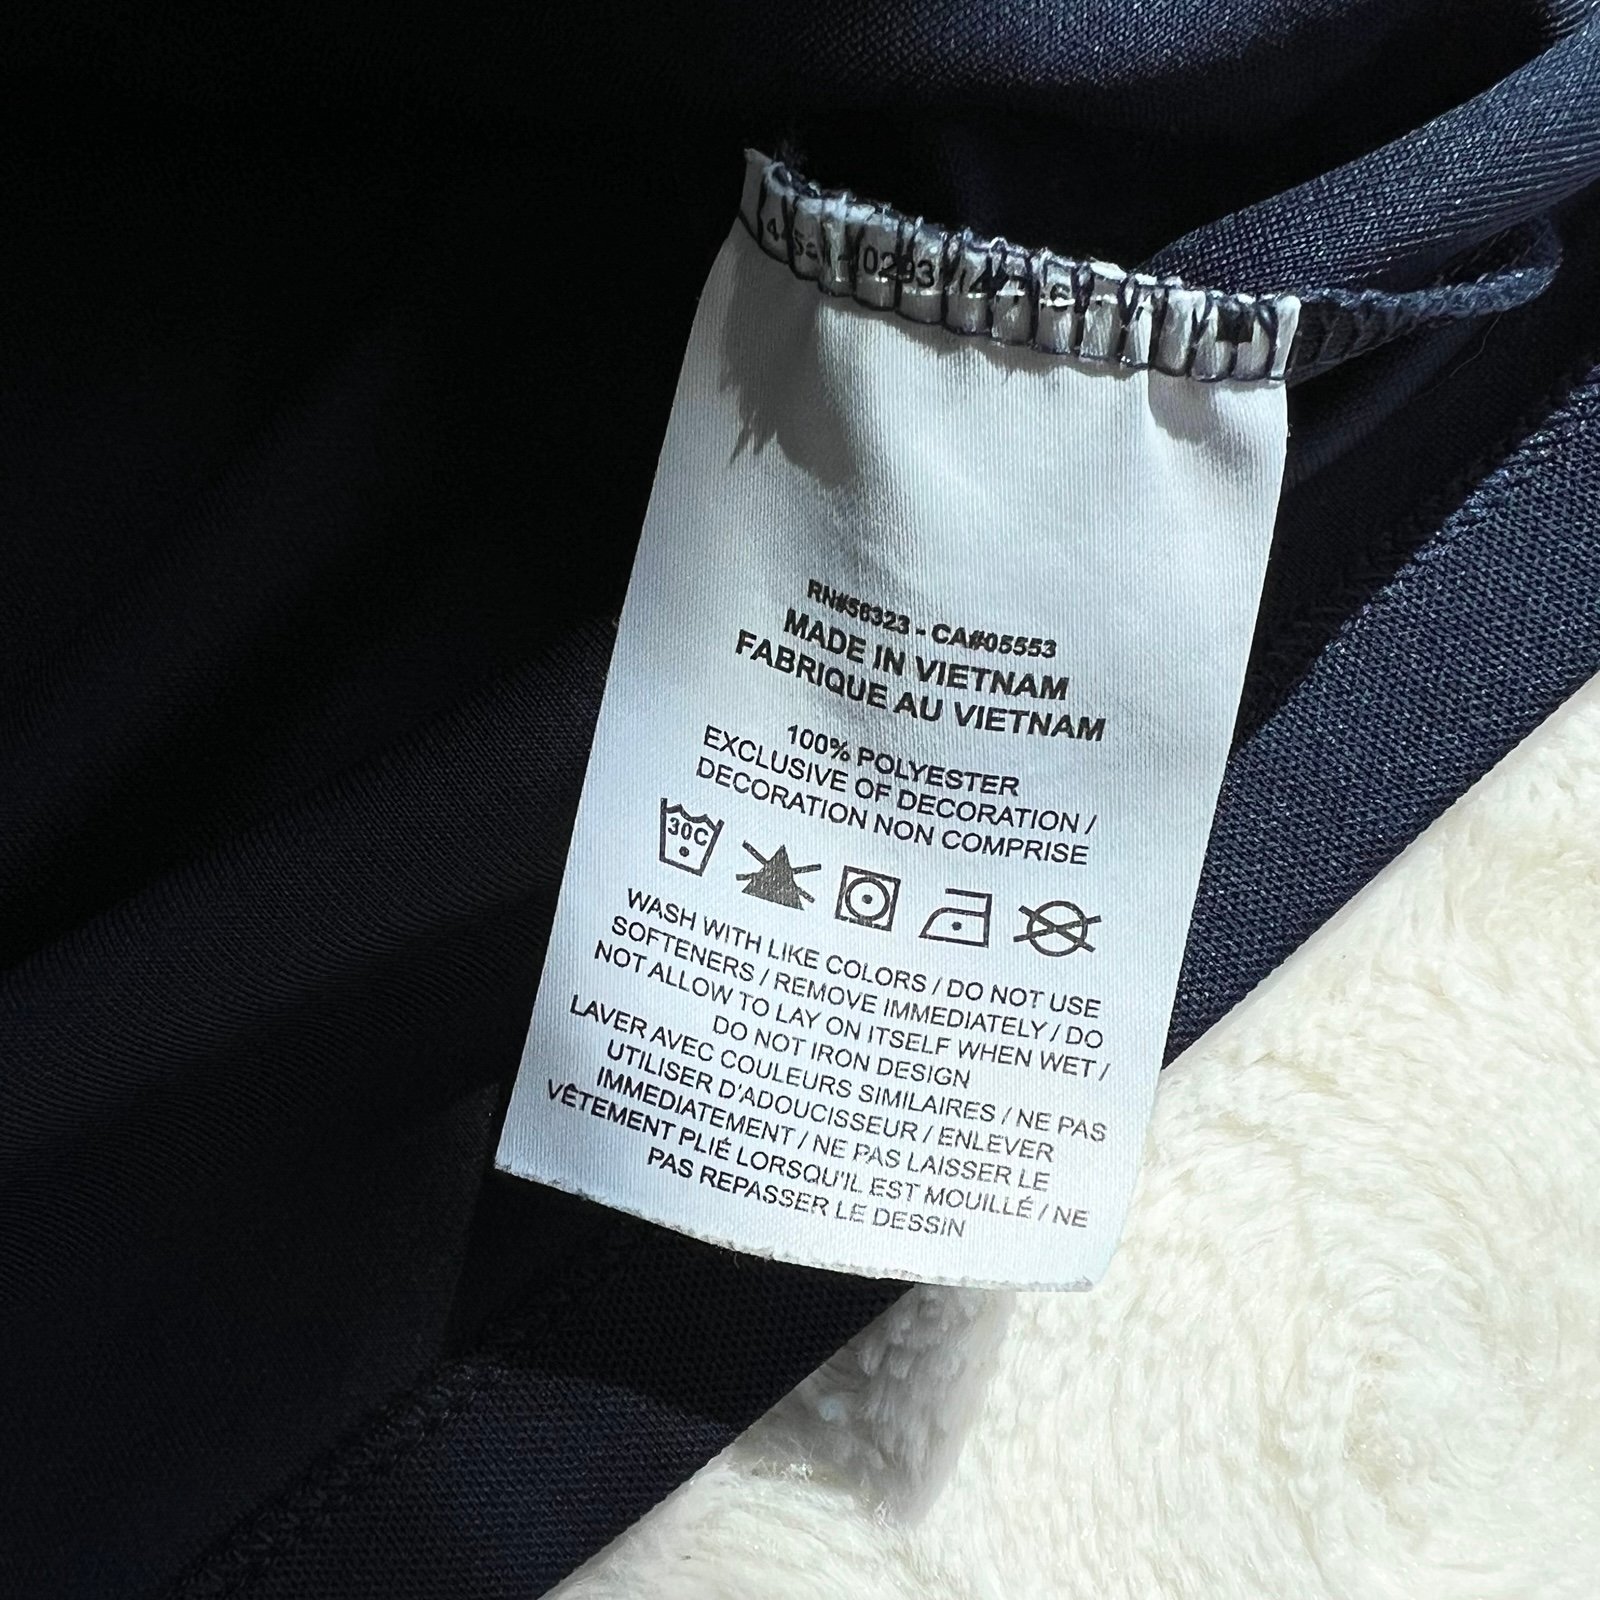 RN#56323 - CA#05553
MADE IN VIETNAM
FABRIQUE AU VIETNAM
100% POLYESTER
EXCLUSIVE OF DECORATION /
DECORATION NON COMPRISE
30C
WASH WITH LIKE COLORS / DO NOT USE
SOFTENERS / REMOVE IMMEDIATELY / DO
NOT ALLOW TO LAY ON ITSELF WHEN WET /
DO NOT IRON DESIGN
LAVER AVEC COULEURS SIMILAIRES / NE PAS
UTILISER D'ADOUCISSEUR / ENLEVER
IMMEDIATEMENT / NE PAS LAISSER LE
VÊTEMENT PLIÉ LORSQU'IL EST MOUILLÉ / NE
PAS REPASSER LE DESSIN